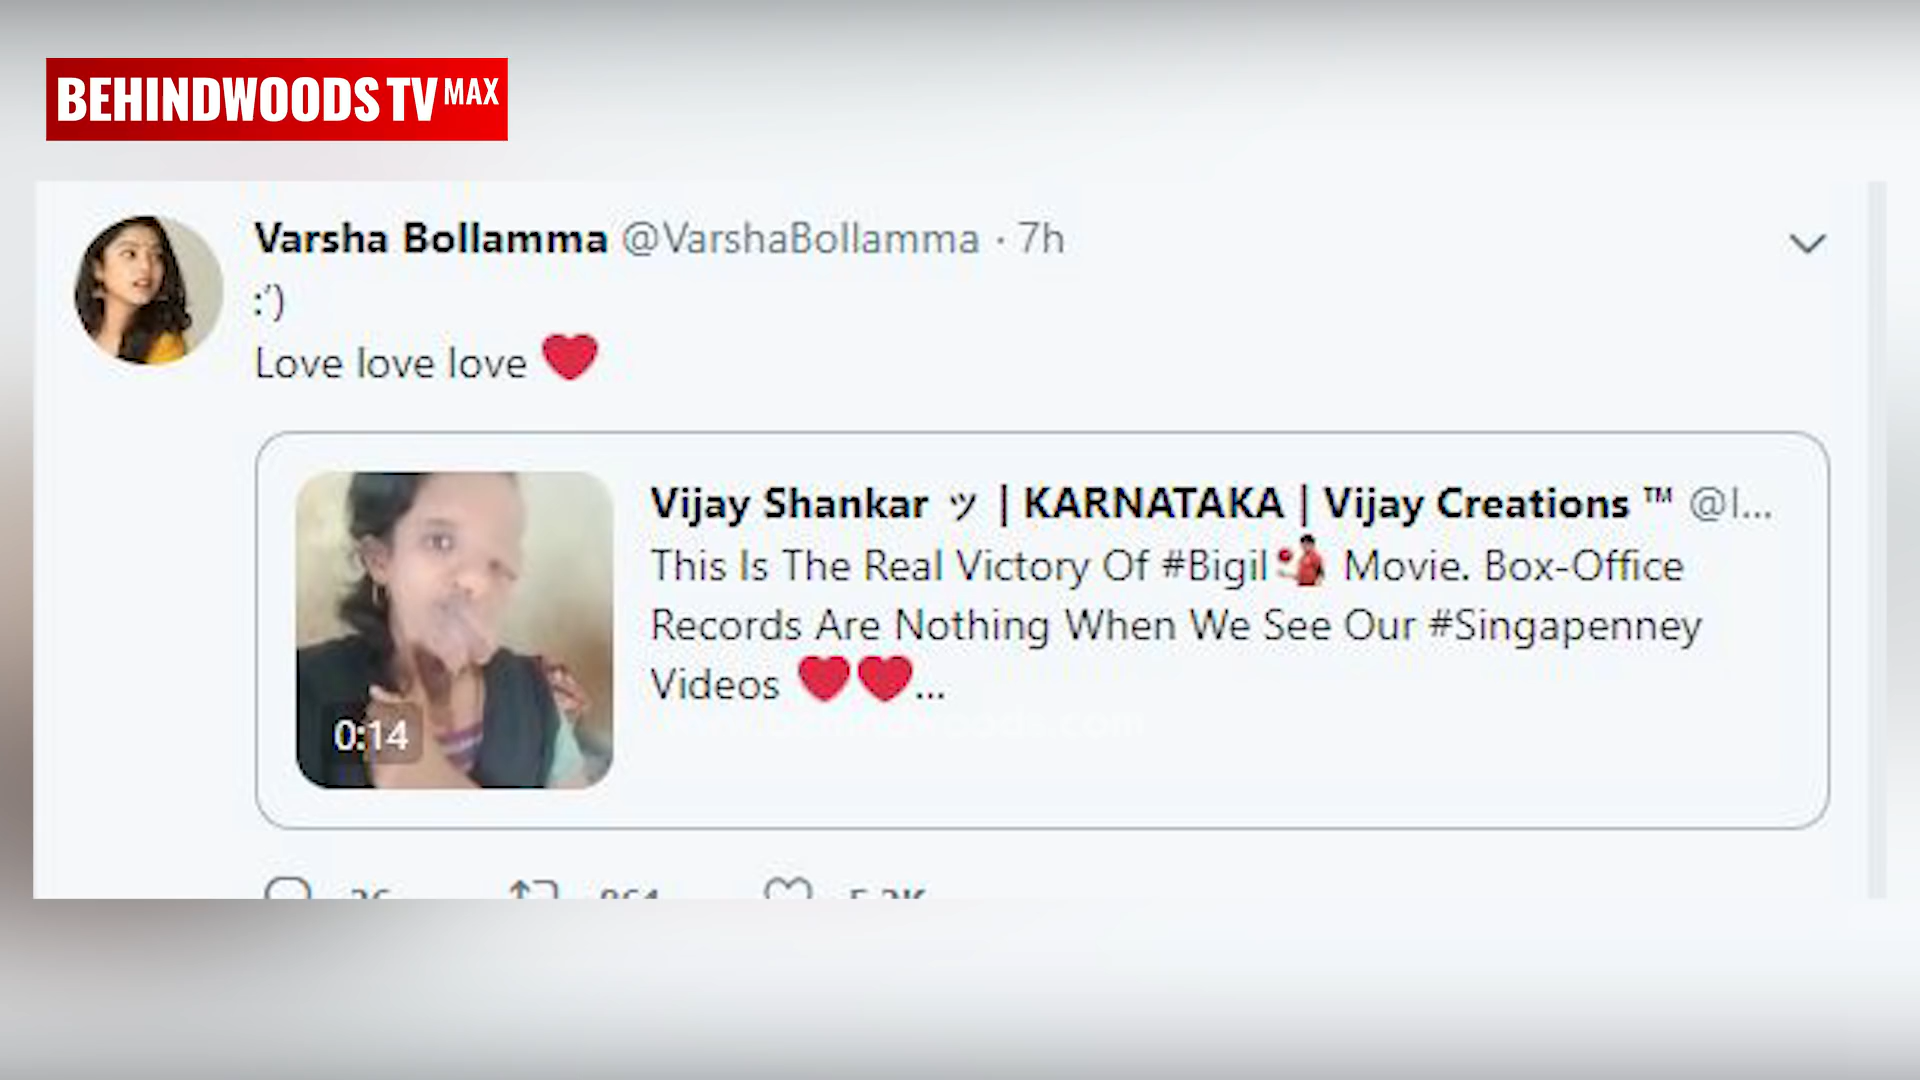 BEHINDWOODS TV MAX
Varsha Bollamma @VarshaBollamma · 7h
:')
Love love love ❤
Vijay Shankar ツ | KARNATAKA | Vijay Creations ™ @I...
This Is The Real Victory Of #Bigil Movie. Box-Office
Records Are Nothing When We See Our #Singapenney
Videos ❤❤...
0:14